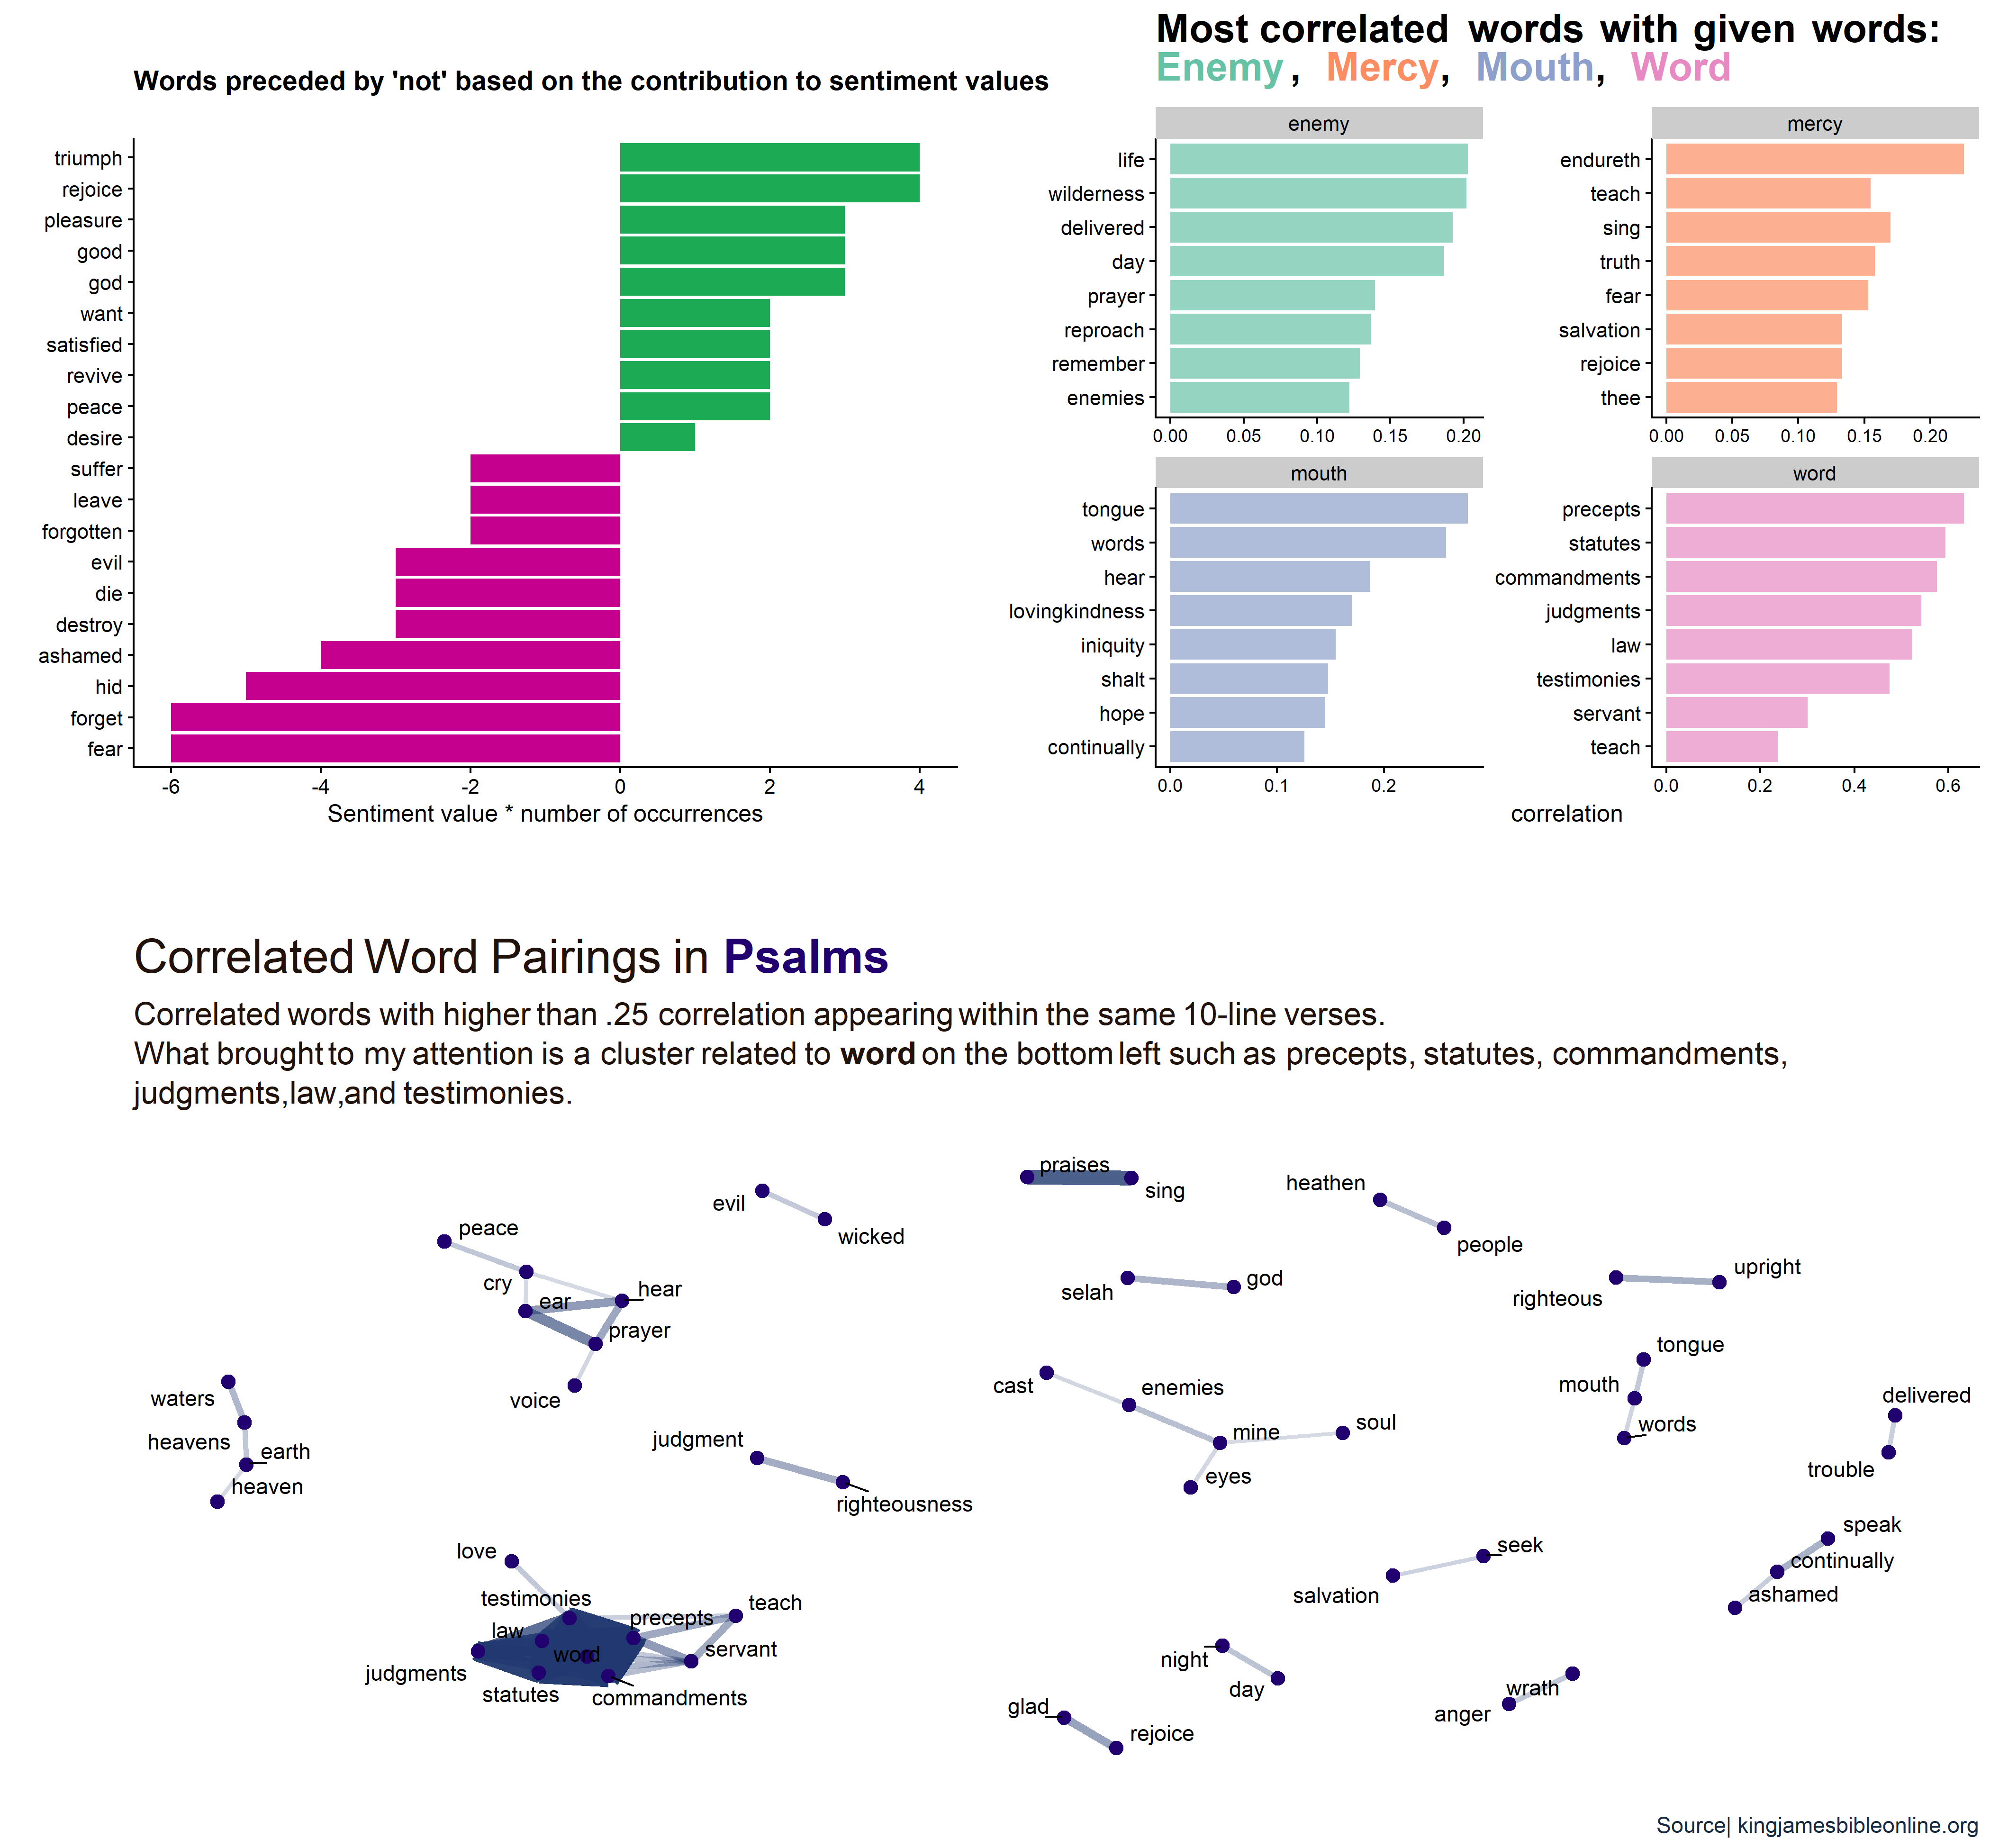 Words preceded by 'not' based on the contribution to sentiment values
triumph
rejoice
pleasure
good
god
want
satisfied
revive
peace
desire
suffer
leave
forgotten
evil
die
destroy
ashamed
hid
forget
fear
-6 -4 -2 0 2 4
Sentiment value * number of occurrences
Most correlated words with given words:
Enemy, Mercy, Mouth, Word
enemy
life
wilderness
delivered
day
prayer
reproach
remember
enemies
0.00 0.05 0.10 0.15 0.20
mercy
endureth
teach
sing
truth
fear
salvation
rejoice
thee
0.00 0.05 0.10 0.15 0.20
mouth
tongue
words
hear
lovingkindness
iniquity
shalt
hope
continually
0.0 0.1 0.2
word
precepts
statutes
commandments
judgments
law
testimonies
servant
teach
0.0 0.2 0.4 0.6
correlation
Correlated Word Pairings in Psalms
Correlated words with higher than .25 correlation appearing within the same 10-line verses.
What brought to my attention is a cluster related to word on the bottom left such as precepts, statutes, commandments,
judgments,law,and testimonies.
praises
sing
evil
wicked
heathen
people
peace
cry
ear
hear
prayer
voice
selah
god
upright
righteous
tongue
mouth
words
delivered
trouble
cast
enemies
mine
soul
eyes
waters
heavens
earth
heaven
judgment
righteousness
love
testimonies
law
word
precepts
teach
servant
judgments
statutes
commandments
seek
salvation
speak
continually
ashamed
night
day
glad
rejoice
wrath
anger
Source| kingjamesbibleonline.org